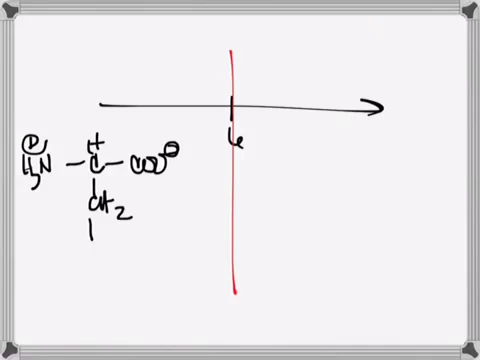 6
⊕ H
H₃N – C – COO⊖
CH₂